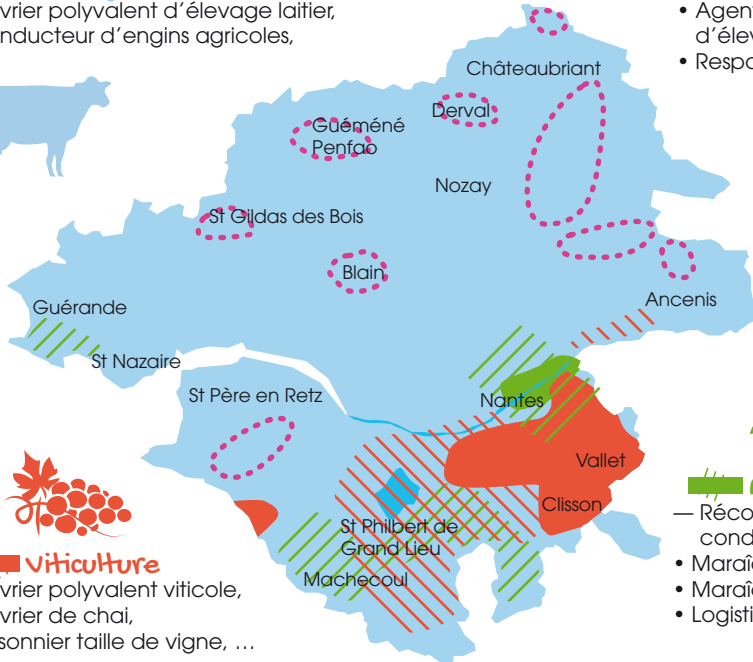 vrier polyvalent d'élevage laitier,
nducteur d'engins agricoles,
• Agent
d'élev
• Respo
Châteaubriant
Derval
Guéméné
Penfao
Nozay
St Gildas des Bois
Blain
Guérande
Ancenis
St Nazaire
St Père en Retz
Nantes
Vallet
Clisson
St Philbert de
Grand Lieu
Machecoul
viticulture
vrier polyvalent viticole,
vrier de chai,
sonnier taille de vigne, ...
— Réco
cond
• Maraî
• Maraî
• Logisti